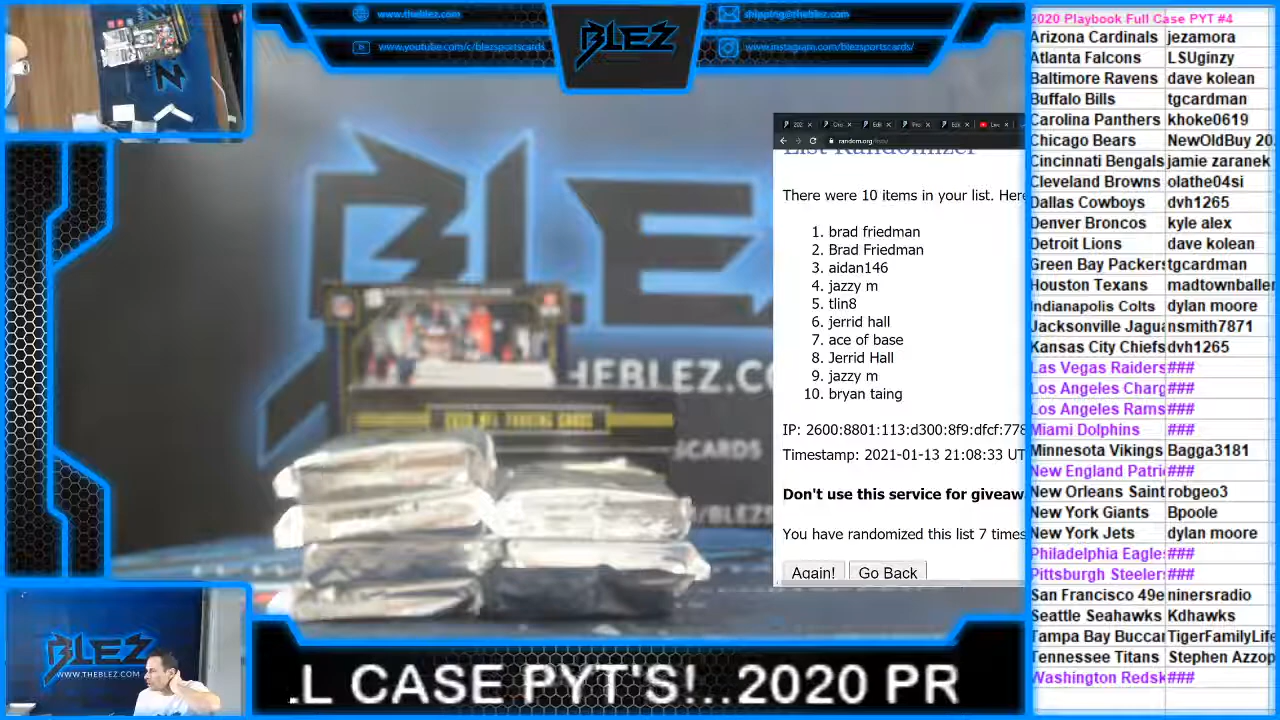 www.theblez.com
www.youtube.com/c/blezsportscards
BLEZ
shipping@theblez.com
www.instagram.com/blezsportscards/
random.org
List Randomizer
There were 10 items in your list. Here
1. brad friedman
2. Brad Friedman
3. aidan146
4. jazzy m
5. tlin8
6. jerrid hall
7. ace of base
8. Jerrid Hall
9. jazzy m
10. bryan taing
IP: 2600:8801:113:d300:8f9:dfcf:778
Timestamp: 2021-01-13 21:08:33 UT
Don't use this service for giveaw
You have randomized this list 7 times
Again! Go Back
2020 Playbook Full Case PYT #4
Arizona Cardinals jezamora
Atlanta Falcons LSUginzy
Baltimore Ravens dave kolean
Buffalo Bills tgcardman
Carolina Panthers khoke0619
Chicago Bears NewOldBuy 20
Cincinnati Bengals jamie zaranek
Cleveland Browns olathe04si
Dallas Cowboys dvh1265
Denver Broncos kyle alex
Detroit Lions dave kolean
Green Bay Packers tgcardman
Houston Texans madtownballer
Indianapolis Colts dylan moore
Jacksonville Jagua nsmith7871
Kansas City Chiefs dvh1265
Las Vegas Raiders ###
Los Angeles Charg ###
Los Angeles Rams ###
Miami Dolphins ###
Minnesota Vikings Bagga3181
New England Patri ###
New Orleans Saint robgeo3
New York Giants Bpoole
New York Jets dylan moore
Philadelphia Eagle ###
Pittsburgh Steelers ###
San Francisco 49e ninersradio
Seattle Seahawks Kdhawks
Tampa Bay Buccar TigerFamilyLife
Tennessee Titans Stephen Azzop
Washington Redsk ###
BLEZ
THEBLEZ.CO
SCARDS
/BLEZS
BLEZ
WWW.THEBLEZ.COM
.L CASE PYT'S!...2020 PR